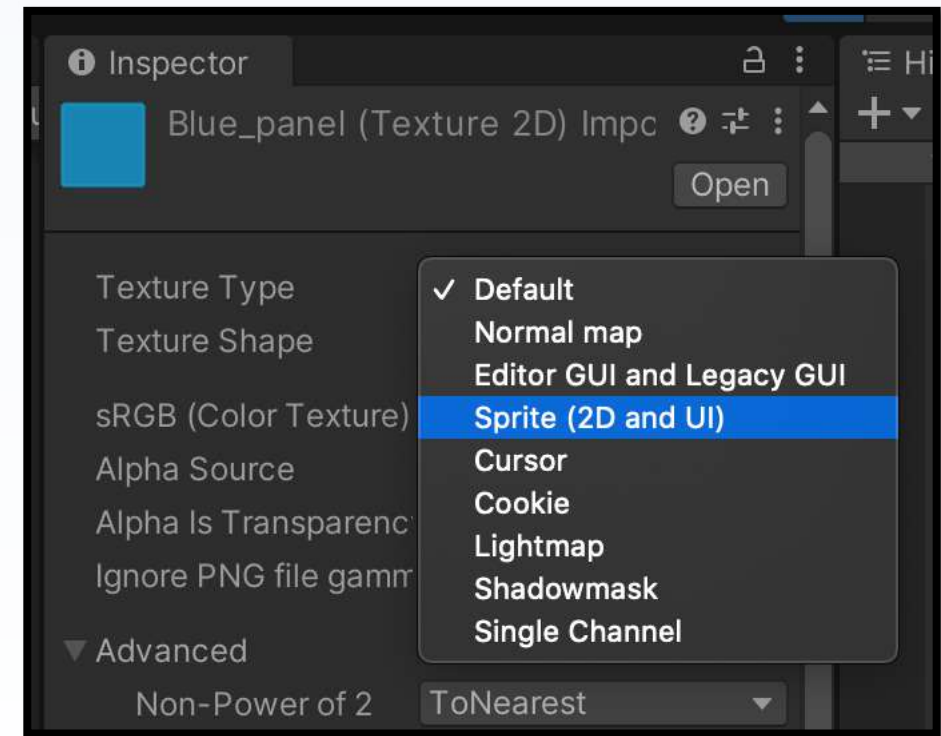 Inspector
Hi
Blue_panel (Texture 2D) Impo
Open
Texture Type
✓ Default
Texture Shape
Normal map
Editor GUI and Legacy GUI
sRGB (Color Texture)
Sprite (2D and UI)
Alpha Source
Cursor
Alpha Is Transparenc
Cookie
Ignore PNG file gamm
Lightmap
Shadowmask
Single Channel
Advanced
Non-Power of 2 ToNearest